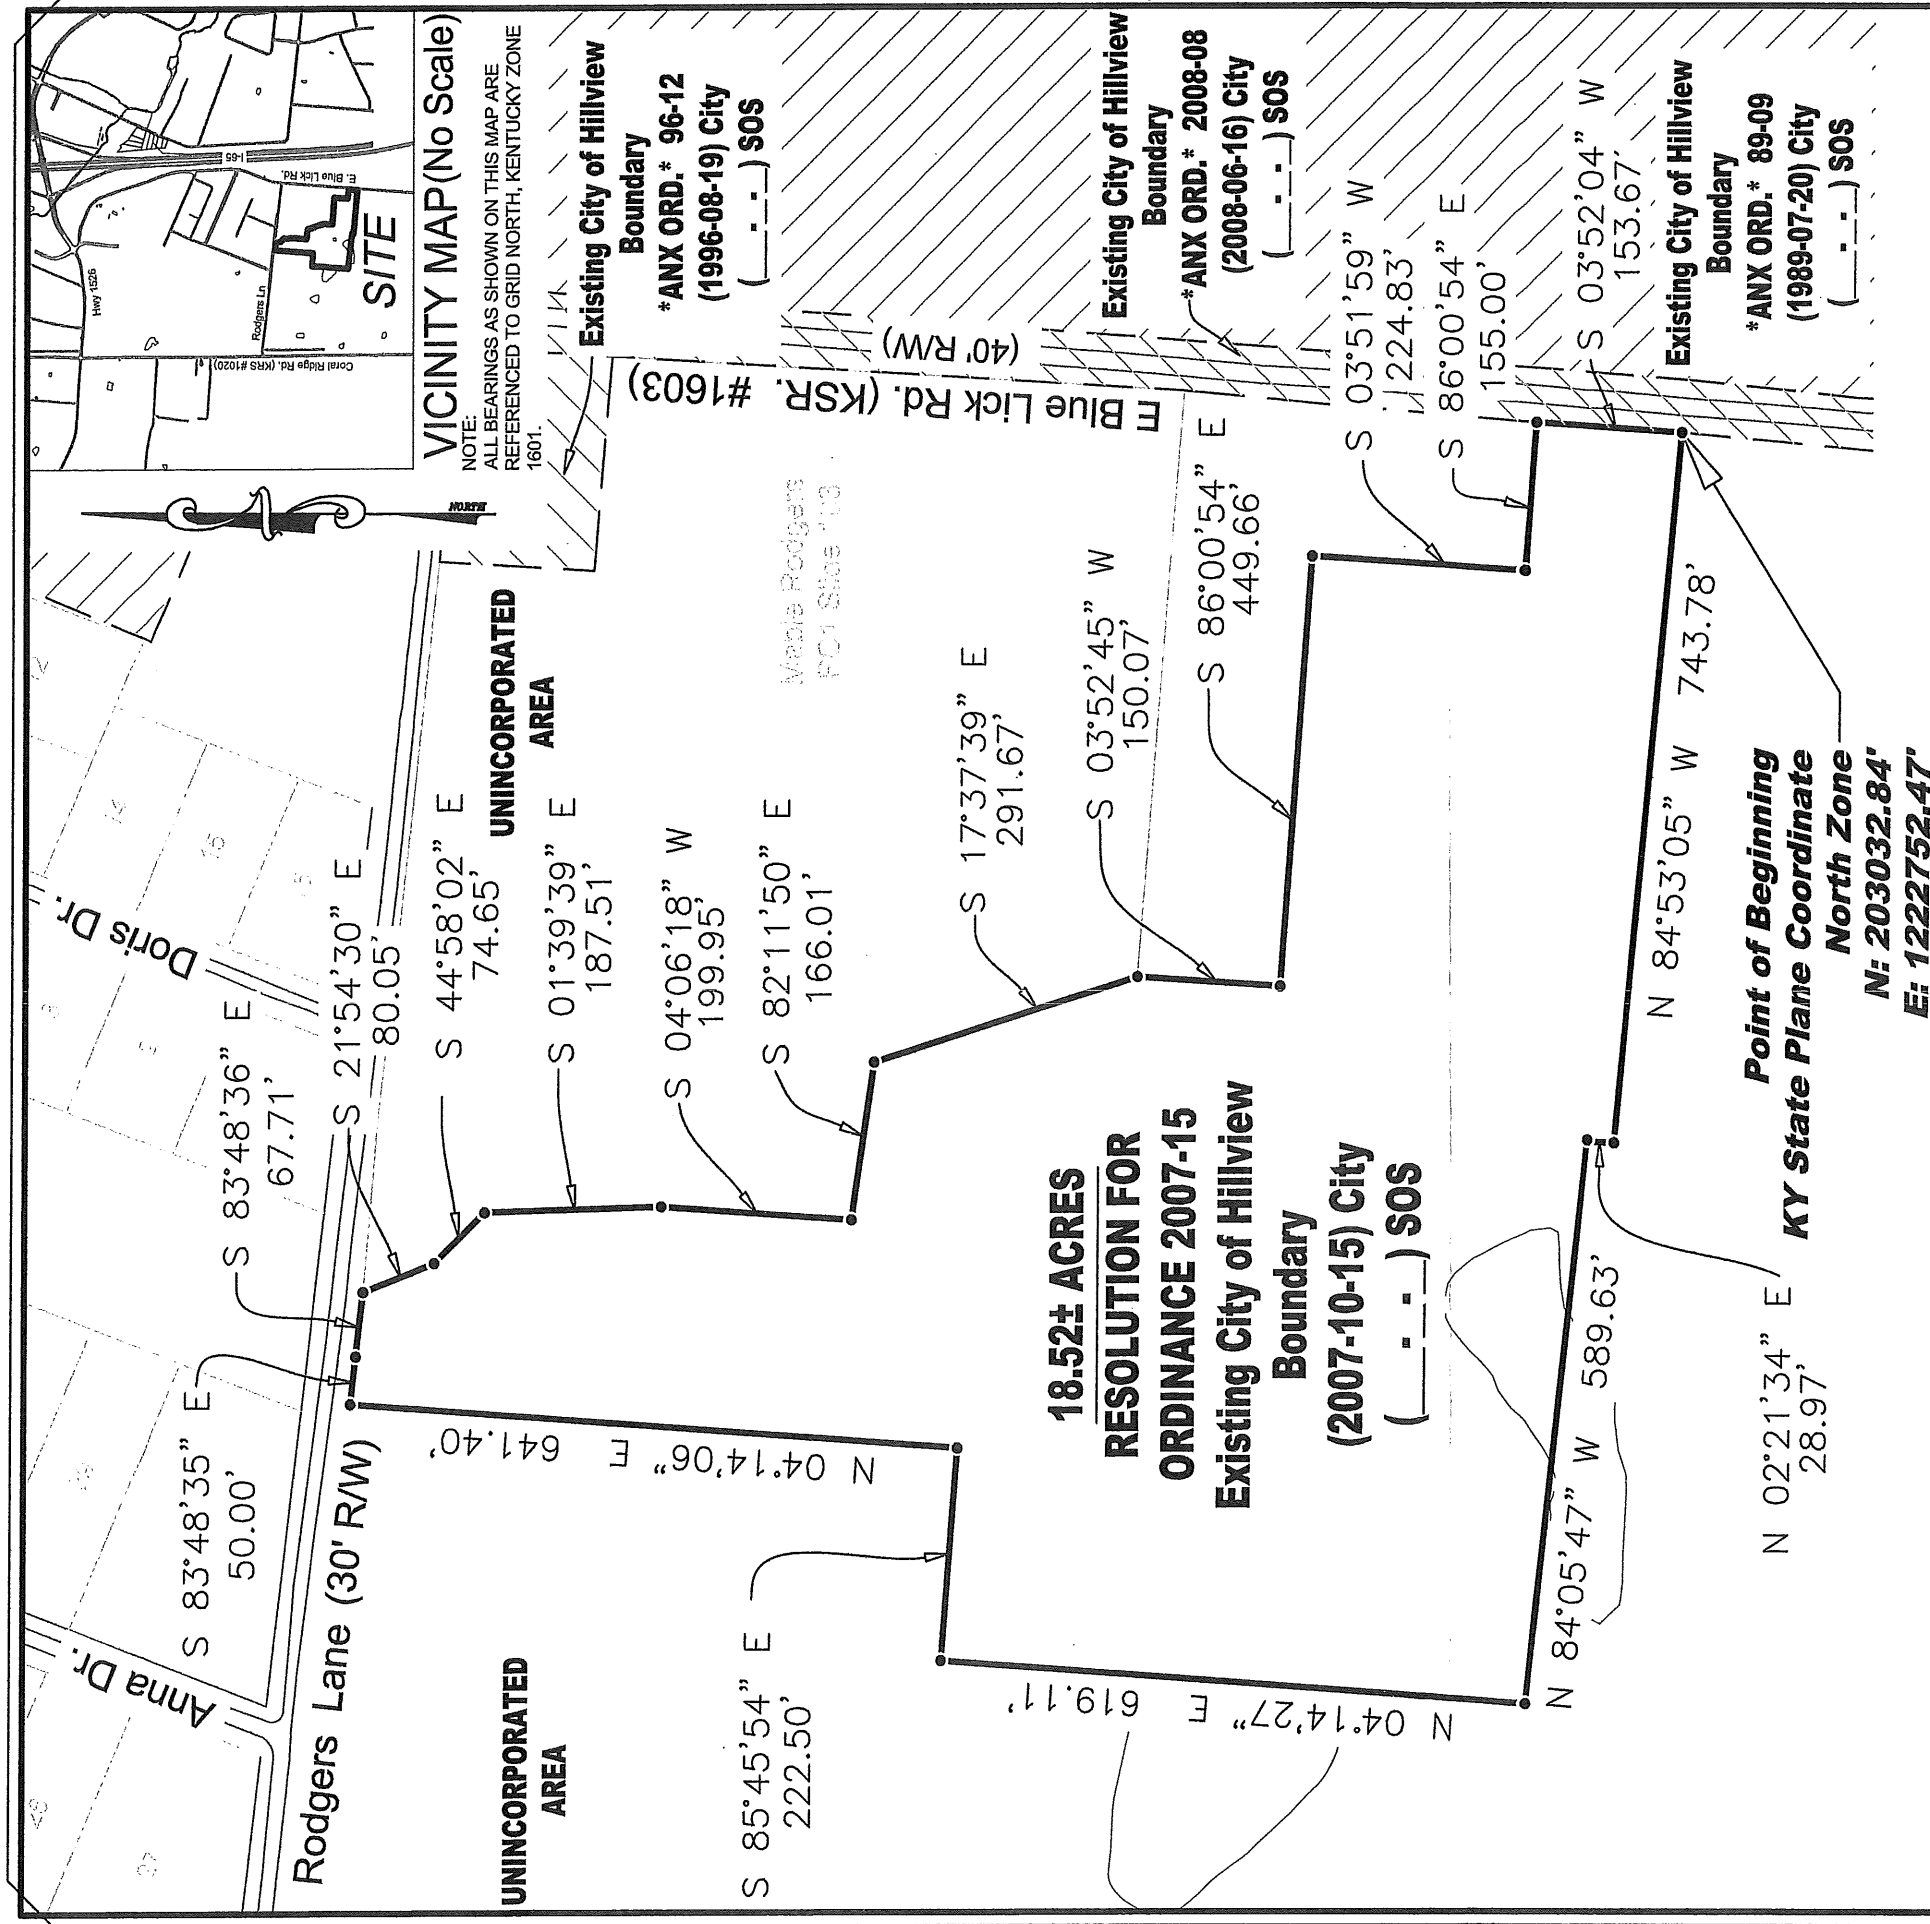 Hwy 1526
I-65
E. Blue Lick Rd.
Rodgers Ln
Coral Ridge Rd. (KRS #1020)
SITE
VICINITY MAP(No Scale)
NOTE:
ALL BEARINGS AS SHOWN ON THIS MAP ARE
REFERENCED TO GRID NORTH, KENTUCKY ZONE
1601.
NORTH
Existing City of Hillview
Boundary
*ANX ORD.* 96-12
(1996-08-19) City
(__-_-_) SOS
Existing City of Hillview
Boundary
*ANX ORD.* 2008-08
(2008-06-16) City
(__-_-_) SOS
Existing City of Hillview
Boundary
*ANX ORD.* 89-09
(1989-07-20) City
(__-_-_) SOS
E Blue Lick Rd. (KSR. #1603)
(40' R/W)
Doris Dr.
Anna Dr.
Rodgers Lane (30' R/W)
12
14
15
3
28
27
UNINCORPORATED
AREA
UNINCORPORATED
AREA
Mable Rodgers
S 83°48'35" E
50.00'
S 83°48'36" E
67.71'
S 21°54'30" E
80.05'
S 44°58'02" E
74.65'
S 01°39'39" E
187.51'
S 04°06'18" W
199.95'
S 82°11'50" E
166.01'
S 17°37'39" E
291.67'
S 03°52'45" W
150.07'
S 86°00'54" E
449.66'
S 03°51'59" W
224.83'
S 86°00'54" E
155.00'
S 03°52'04" W
153.67'
N 84°53'05" W 743.78'
N 02°21'34" E
28.97'
N 84°05'47" W 589.63'
N 04°14'27" E 619.11'
S 85°45'54" E
222.50'
N 04°14'06" E 641.40'
18.52± ACRES
RESOLUTION FOR
ORDINANCE 2007-15
Existing City of Hillview
Boundary
(2007-10-15) City
(__-_-_) SOS
Point of Beginning
KY State Plane Coordinate
North Zone
N: 203032.84'
E: 1222752.47'